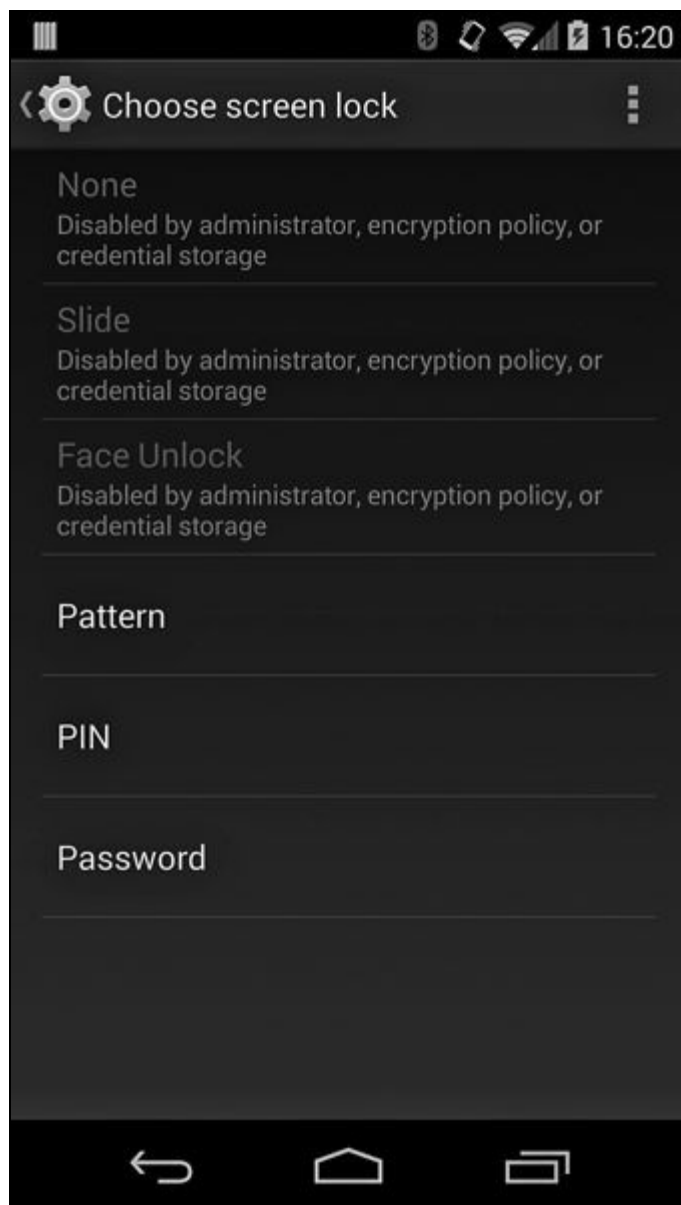 16:20
Choose screen lock
None
Disabled by administrator, encryption policy, or
credential storage
Slide
Disabled by administrator, encryption policy, or
credential storage
Face Unlock
Disabled by administrator, encryption policy, or
credential storage
Pattern
PIN
Password